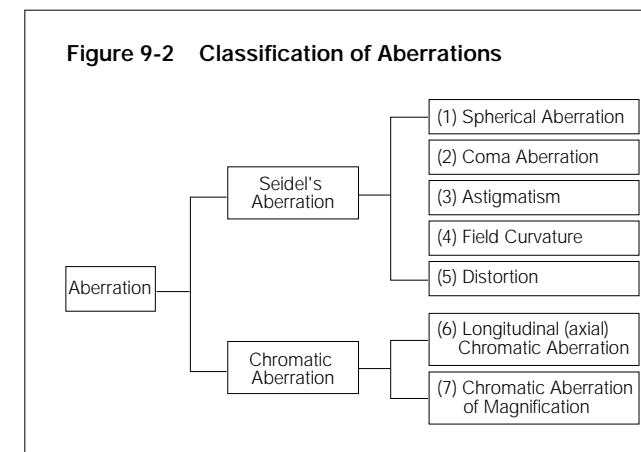 Figure 9-2 Classification of Aberrations
Aberration
Seidel's
Aberration
(1) Spherical Aberration
(2) Coma Aberration
(3) Astigmatism
(4) Field Curvature
(5) Distortion
Chromatic
Aberration
(6) Longitudinal (axial)
Chromatic Aberration
(7) Chromatic Aberration
of Magnification